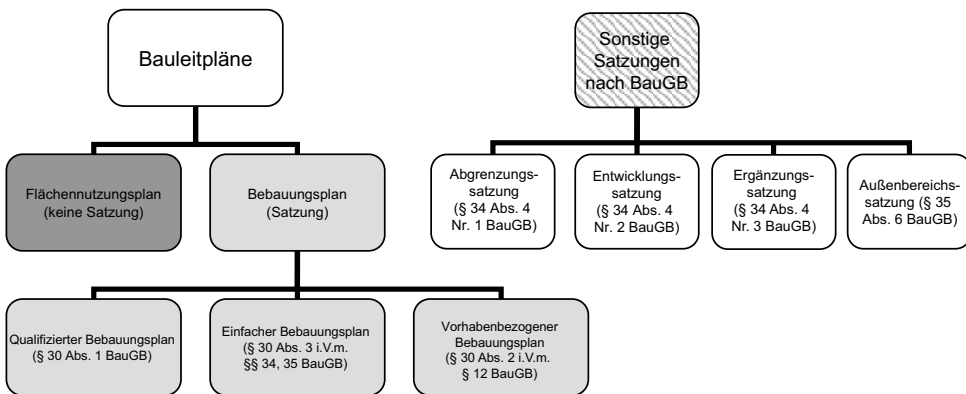 Bauleitpläne
Sonstige
Satzungen
nach BauGB
Flächennutzungsplan
(keine Satzung)
Bebauungsplan
(Satzung)
Abgrenzungs-
satzung
(§ 34 Abs. 4
Nr. 1 BauGB)
Entwicklungs-
satzung
(§ 34 Abs. 4
Nr. 2 BauGB)
Ergänzungs-
satzung
(§ 34 Abs. 4
Nr. 3 BauGB)
Außenbereichs-
satzung (§ 35
Abs. 6 BauGB)
Qualifizierter Bebauungsplan
(§ 30 Abs. 1 BauGB)
Einfacher Bebauungsplan
(§ 30 Abs. 3 i.V.m.
§§ 34, 35 BauGB)
Vorhabenbezogener
Bebauungsplan
(§ 30 Abs. 2 i.V.m.
§ 12 BauGB)